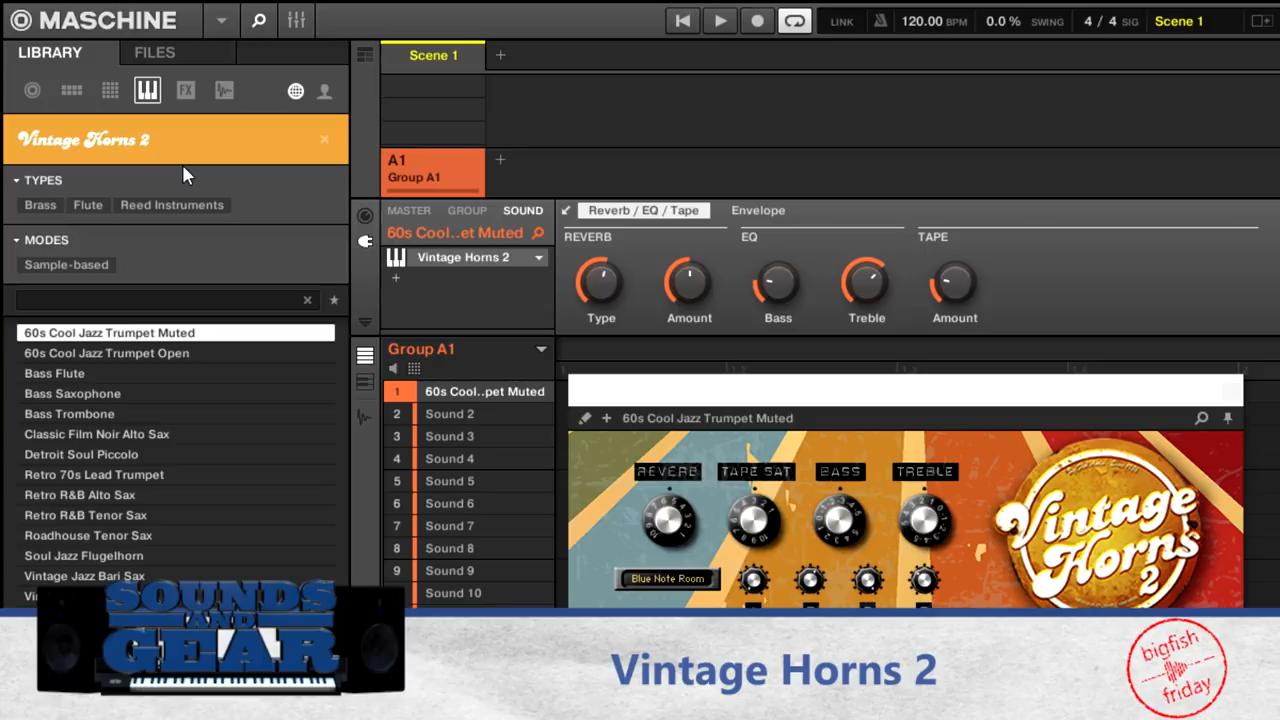 MASCHINE
LINK
120.00 BPM
0.0 % SWING
4 / 4 SIG
Scene 1
LIBRARY
FILES
Scene 1
+
FX
Vintage Horns 2
×
TYPES
Brass
Flute
Reed Instruments
MODES
Sample-based
×
60s Cool Jazz Trumpet Muted
60s Cool Jazz Trumpet Open
Bass Flute
Bass Saxophone
Bass Trombone
Classic Film Noir Alto Sax
Detroit Soul Piccolo
Retro 70s Lead Trumpet
Retro R&B Alto Sax
Retro R&B Tenor Sax
Roadhouse Tenor Sax
Soul Jazz Flugelhorn
Vintage Jazz Bari Sax
A1
Group A1
+
MASTER
GROUP
SOUND
60s Cool..et Muted
Vintage Horns 2
+
Reverb / EQ / Tape
Envelope
REVERB
EQ
TAPE
Type
Amount
Bass
Treble
Amount
Group A1
1 60s Cool..pet Muted
2 Sound 2
3 Sound 3
4 Sound 4
5 Sound 5
6 Sound 6
7 Sound 7
8 Sound 8
9 Sound 9
10 Sound 10
60s Cool Jazz Trumpet Muted
REVERB
TAPE SAT
BASS
TREBLE
Blue Note Room
Vintage
Horns
2
SOUNDS
AND
GEAR
Vintage Horns 2
bigfish
friday